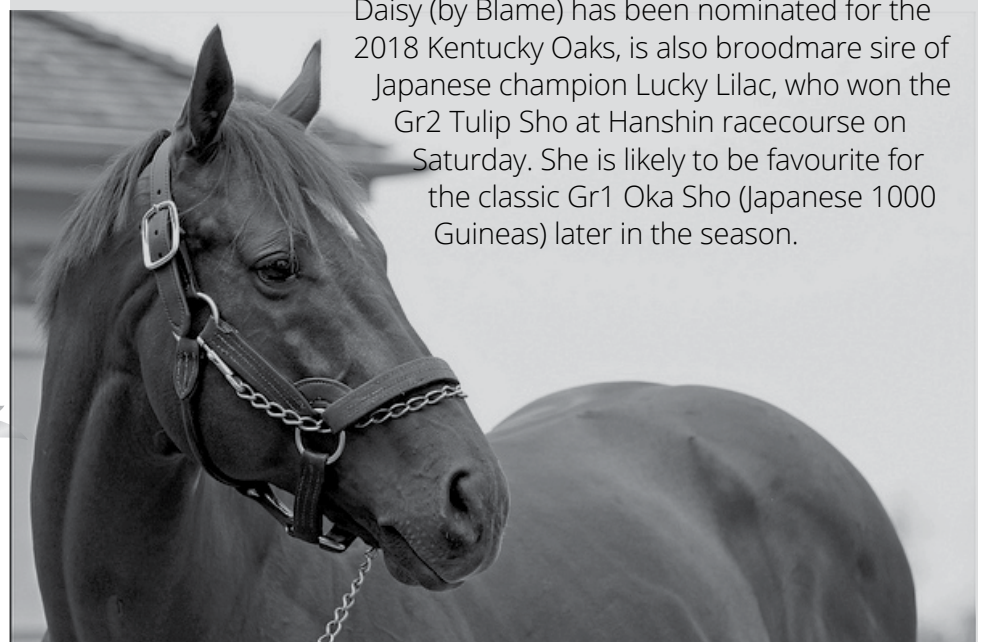 Daisy (by Blame) has been nominated for the
2018 Kentucky Oaks, is also broodmare sire of
Japanese champion Lucky Lilac, who won the
Gr2 Tulip Sho at Hanshin racecourse on
Saturday. She is likely to be favourite for
the classic Gr1 Oka Sho (Japanese 1000
Guineas) later in the season.